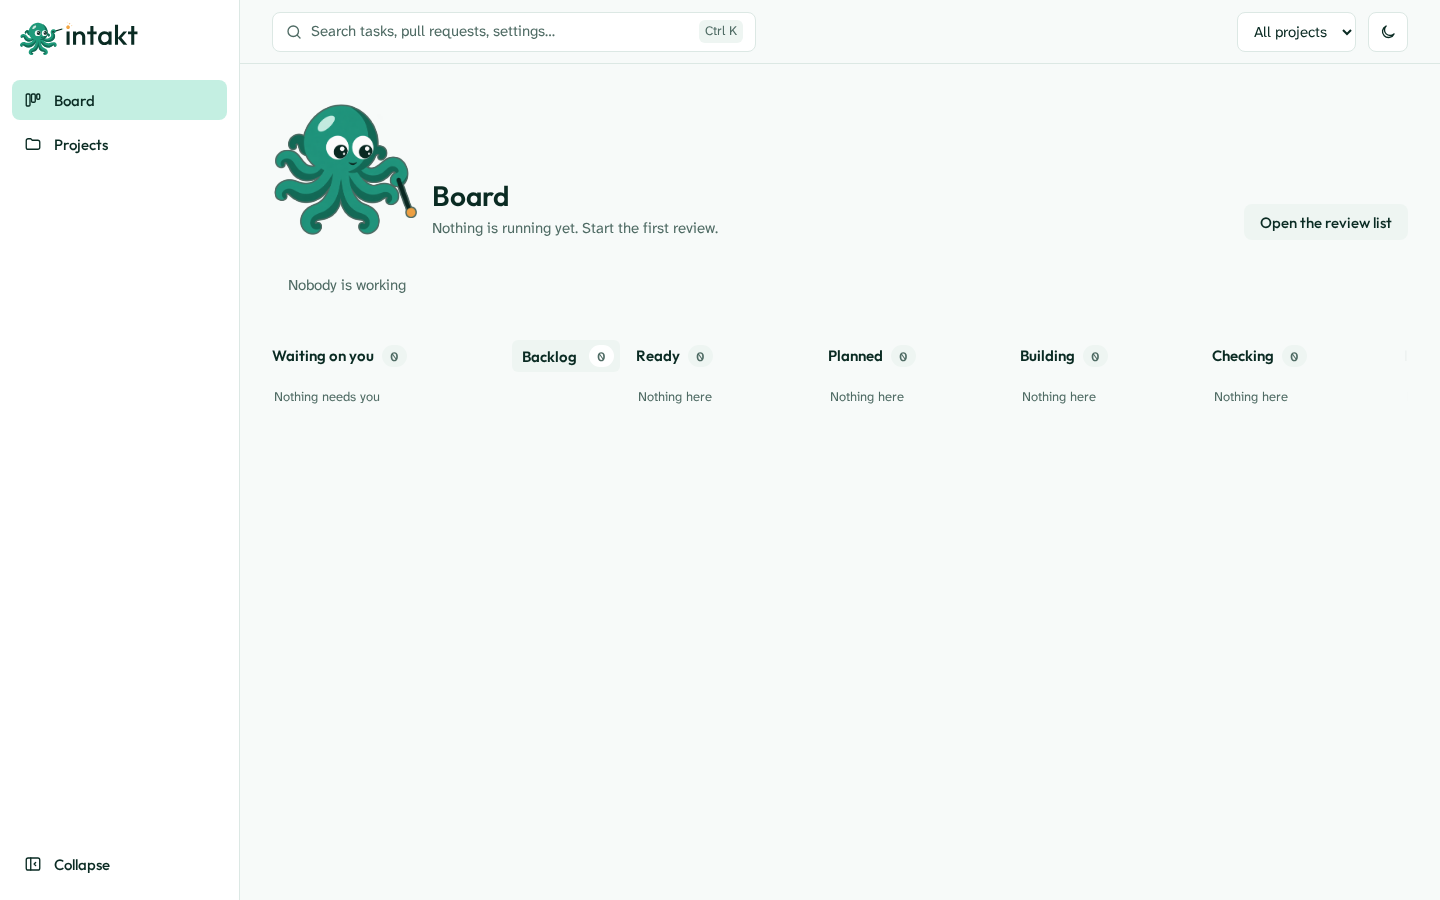 intakt
Search tasks, pull requests, settings...
Ctrl K
All projects
Board
Projects
Board
Nothing is running yet. Start the first review.
Open the review list
Nobody is working
Waiting on you 0
Backlog 0
Ready 0
Planned 0
Building 0
Checking 0
Nothing needs you
Nothing here
Nothing here
Nothing here
Nothing here
Collapse